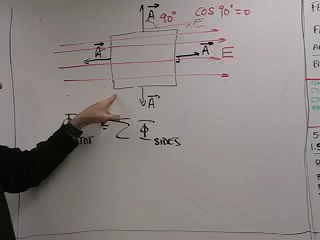 A⃗ 90° E cos 90° = 0
A⃗ A⃗ E
A⃗
Φ TOT = Σ Φ SIDES